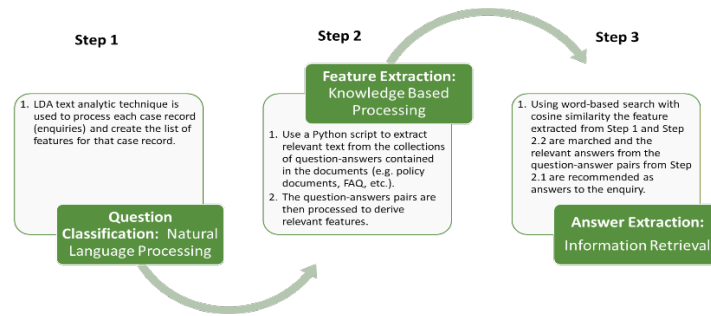 Step 1
1. LDA text analytic technique is
used to process each case record
(enquiries) and create the list of
features for that case record.
Question
Classification: Natural
Language Processing
Step 2
Feature Extraction:
Knowledge Based
Processing
1. Use a Python script to extract
relevant text from the collections
of question-answers contained
in the documents (e.g. policy
documents, FAQ, etc.).
2. The question-answers pairs are
then processed to derive
relevant features.
Step 3
1. Using word-based search with
cosine similarity the feature
extracted from Step 1 and Step
2.2 are marched and the
relevant answers from the
question-answer pairs from Step
2.1 are recommended as
answers to the enquiry.
Answer Extraction:
Information Retrieval